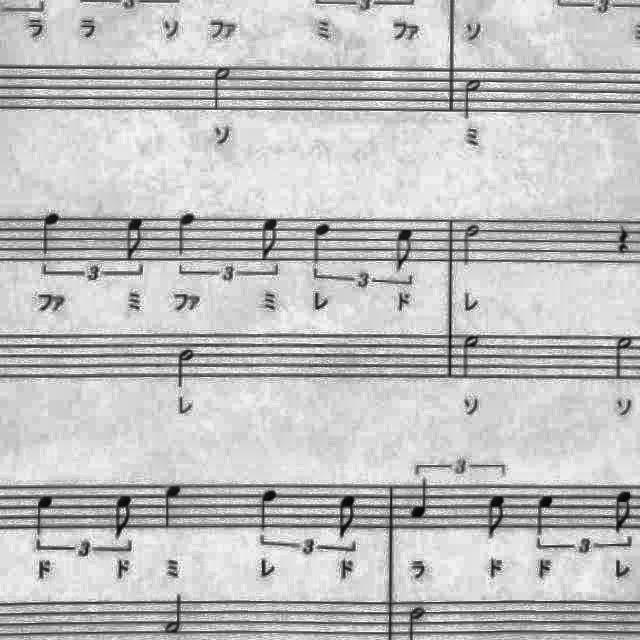 3 3 3
ラ ラ ソ ファ ミ ファ ソ ミ
ソ ミ
3 3 3
ファ ミ ファ ミ レ ド レ
レ ソ ソ
3
3 3 3
ド ド ミ レ ド ラ ド ド レ